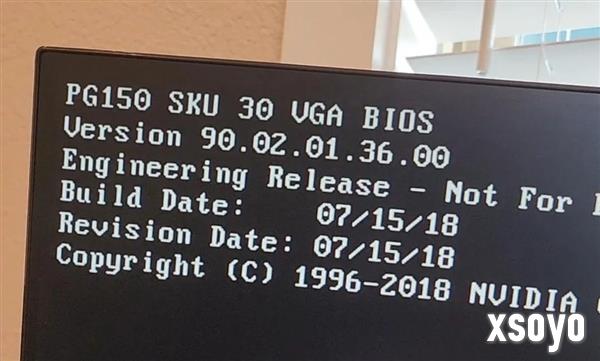 PG150 SKU 30 VGA BIOS
Version 90.02.01.36.00
Engineering Release - Not For
Build Date: 07/15/18
Revision Date: 07/15/18
Copyright (C) 1996-2018 NVIDIA
xsoyo